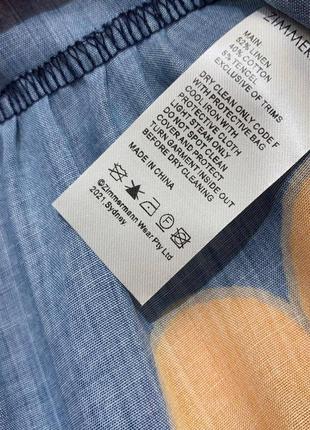 ZIMMER
MAIN
52% LINEN
40% COTTON
8% TENCEL
EXCLUSIVE OF TRIMS
DRY CLEAN ONLY CODE F
WITH PROTECTIVE BAG
COOL IRON WITH
PROTECTIVE CLOTH
DO NOT SPOT CLEAN
LIGHT STEAM ONLY
COVER AND PROTECT
TURN GARMENT INSIDE OUT
BEFORE DRY CLEANING
MADE IN CHINA
F
©Zimmermann Wear Pty Ltd
2021, Sydney